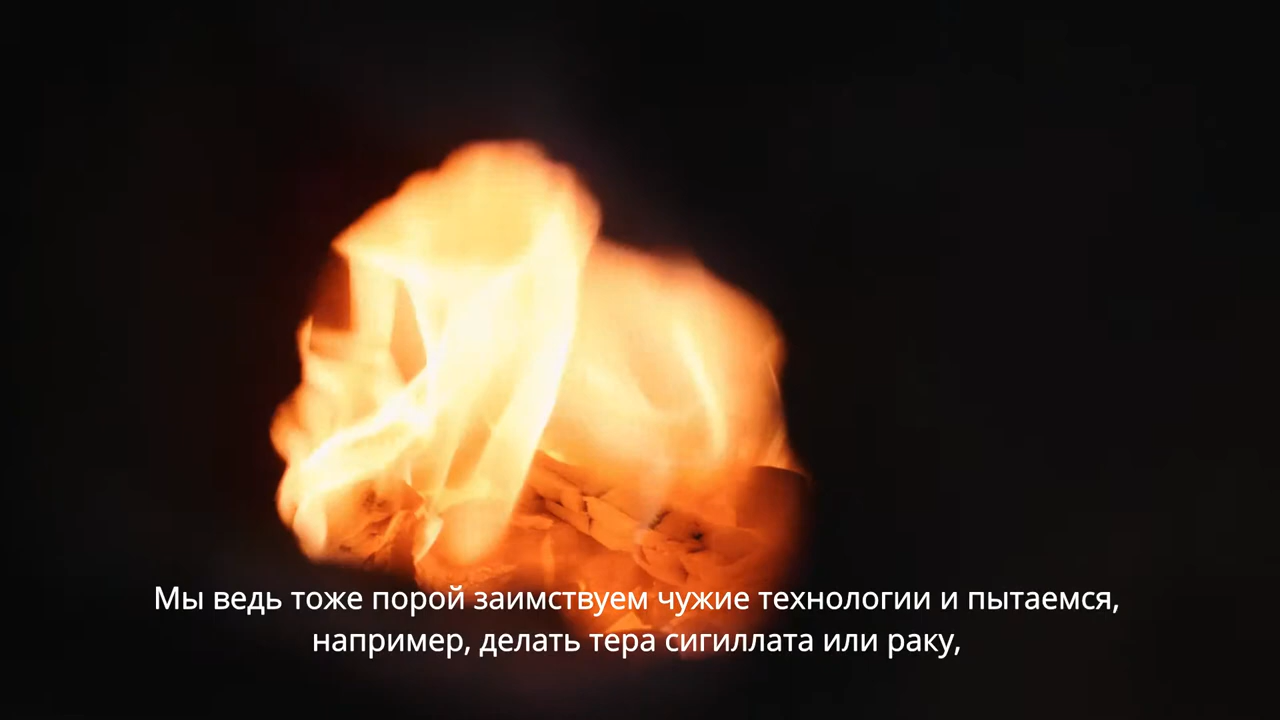 Мы ведь тоже порой заимствуем чужие технологии и пытаемся,
например, делать тера сигиллата или раку,